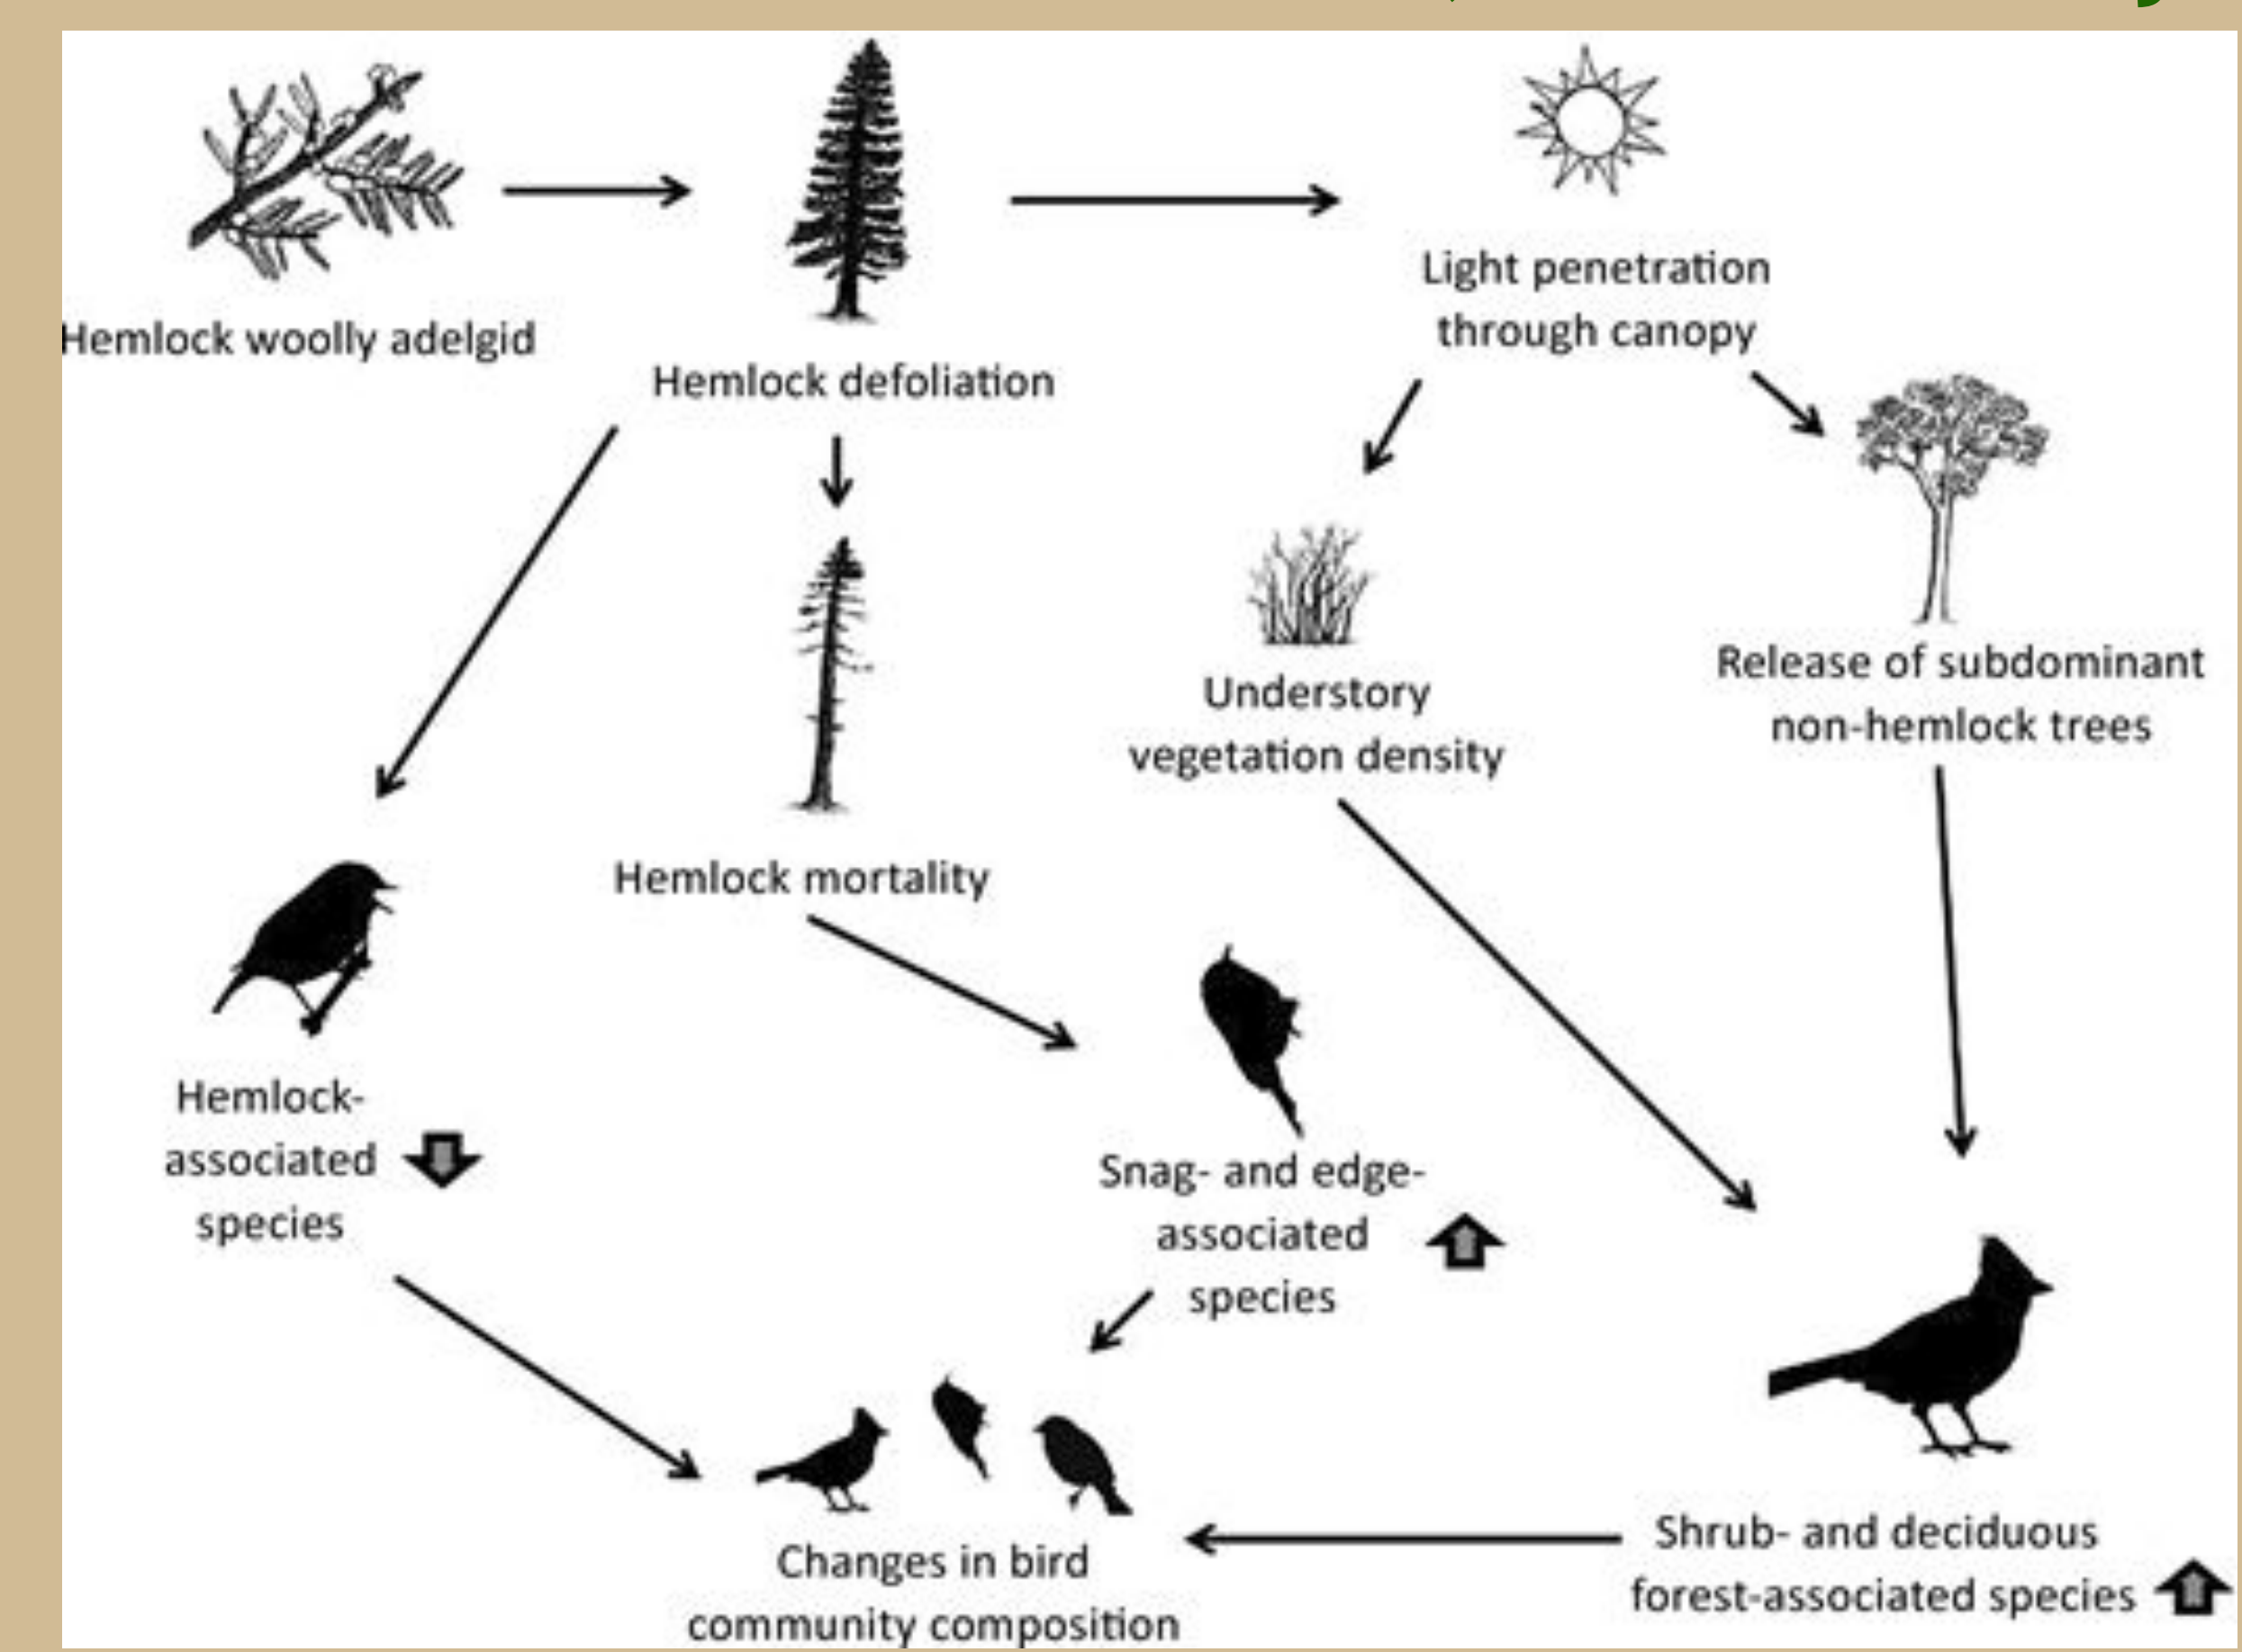 Hemlock woolly adelgid
Hemlock defoliation
Light penetration
through canopy
Understory
vegetation density
Release of subdominant
non-hemlock trees
Hemlock mortality
Hemlock-
associated
species
Snag- and edge-
associated
species
Changes in bird
community composition
Shrub- and deciduous
forest-associated species